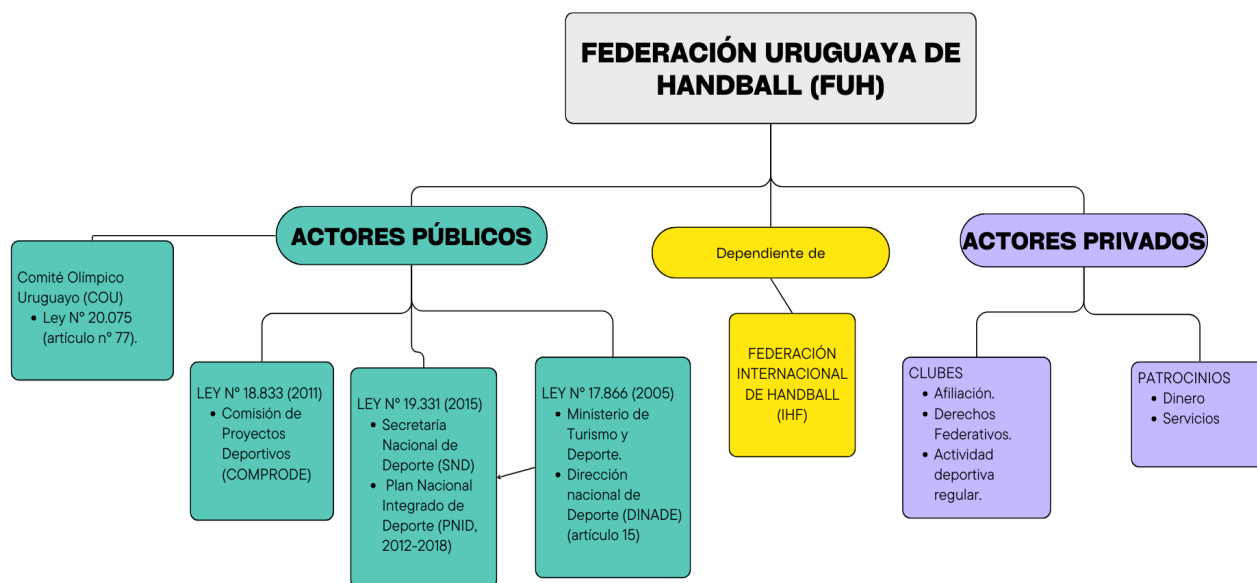 FEDERACIÓN URUGUAYA DE
HANDBALL (FUH)
ACTORES PÚBLICOS
Dependiente de
ACTORES PRIVADOS
Comité Olímpico
Uruguayo (COU)
• Ley N° 20.075
(artículo n° 77).
LEY N° 18.833 (2011)
• Comisión de
Proyectos
Deportivos
(COMPRODE)
LEY N° 19.331 (2015)
• Secretaría
Nacional de
Deporte (SND)
• Plan Nacional
Integrado de
Deporte (PNID,
2012-2018)
LEY N° 17.866 (2005)
• Ministerio de
Turismo y
Deporte.
• Dirección
nacional de
Deporte (DINADE)
(artículo 15)
FEDERACIÓN
INTERNACIONAL
DE HANDBALL
(IHF)
CLUBES
• Afiliación.
• Derechos
Federativos.
• Actividad
deportiva
regular.
PATROCINIOS
• Dinero
• Servicios